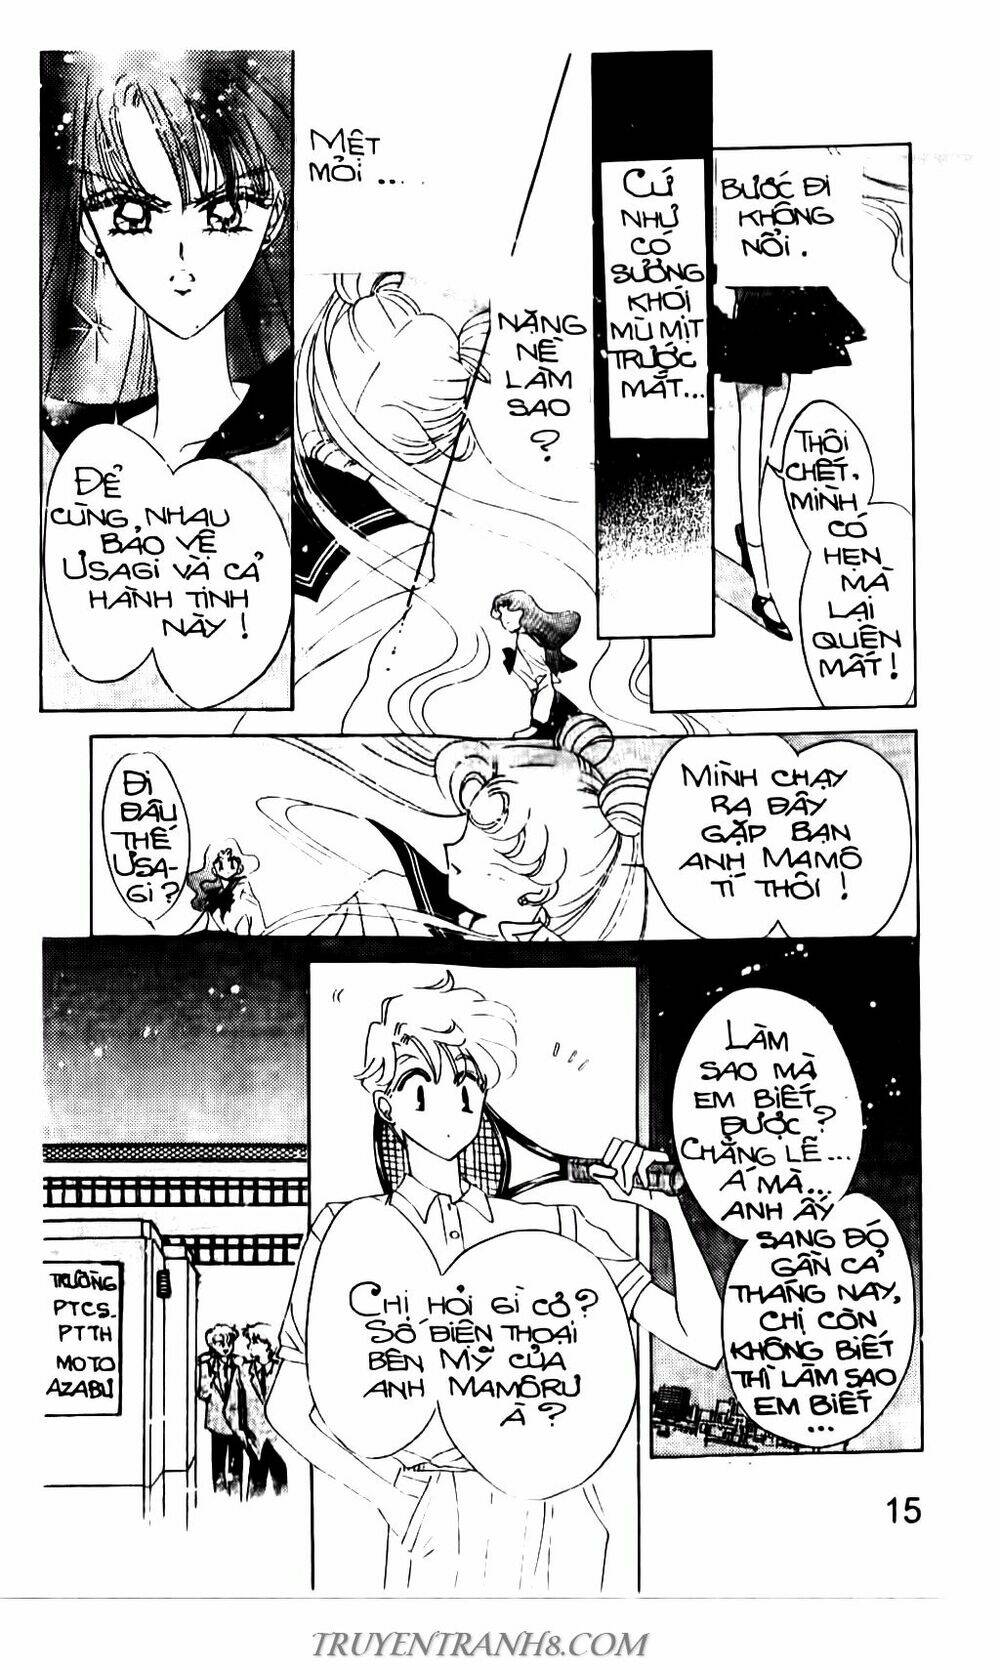 ĐỂ
CÙNG, NHAU
BẢO VỆ
USAGI VÀ CẢ
HÀNH TINH
NÀY !
MỆT
MỎI ...
NẶNG
NỀ
LÀM
SAO
?
CỨ
NHƯ
CÓ
SƯƠNG
KHÓI
MÙ MỊT
TRƯỚC
MẮT...
BƯỚC ĐI
KHÔNG
NỔI .
THÔI
CHẾT,
MÌNH
CÓ
HẸN
MÀ
LẠI
QUÊN
MẤT !
ĐI
ĐÂU
THẾ
USA-
GI ?
MÌNH CHẠY
RA ĐÂY
GẶP BẠN
ANH MAMÔ
TÍ THÔI !
LÀM
SAO MÀ
EM BIẾT
ĐƯỢC ?
CHẲNG LẼ ...
Á MÀ...
ANH ẤY
SANG ĐÓ
GẦN CẢ
THÁNG NAY,
CHỊ CÒN
KHÔNG BIẾT
THÌ LÀM SAO
EM BIẾT
...
CHỊ HỎI GÌ CƠ ?
SỐ ĐIỆN THOẠI
BÊN MỸ CỦA
ANH MAMÔRU
À ?
TRƯỜNG
PTCS-
PTTH
MOTO
AZABU
15
TRUYENTRANH8.COM